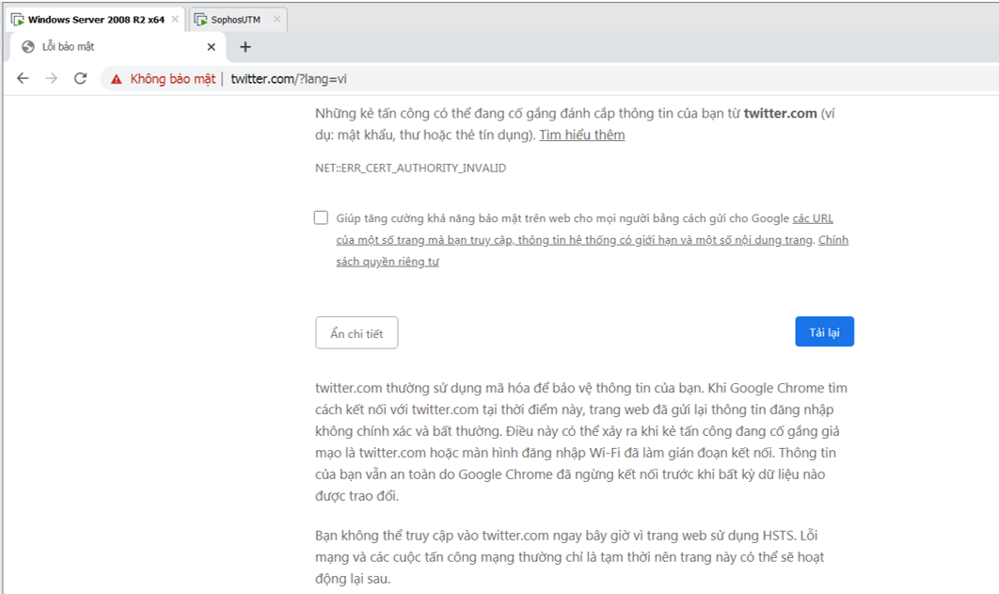 Windows Server 2008 R2 x64
SophosUTM
Lỗi bảo mật
Không bảo mật | twitter.com/?lang=vi
Những kẻ tấn công có thể đang cố gắng đánh cắp thông tin của bạn từ twitter.com (ví
dụ: mật khẩu, thư hoặc thẻ tín dụng). Tìm hiểu thêm
NET::ERR_CERT_AUTHORITY_INVALID
Giúp tăng cường khả năng bảo mật trên web cho mọi người bằng cách gửi cho Google các URL
của một số trang mà bạn truy cập, thông tin hệ thống có giới hạn và một số nội dung trang. Chính
sách quyền riêng tư
Ẩn chi tiết
Tải lại
twitter.com thường sử dụng mã hóa để bảo vệ thông tin của bạn. Khi Google Chrome tìm
cách kết nối với twitter.com tại thời điểm này, trang web đã gửi lại thông tin đăng nhập
không chính xác và bất thường. Điều này có thể xảy ra khi kẻ tấn công đang cố gắng giả
mạo là twitter.com hoặc màn hình đăng nhập Wi-Fi đã làm gián đoạn kết nối. Thông tin
của bạn vẫn an toàn do Google Chrome đã ngừng kết nối trước khi bất kỳ dữ liệu nào
được trao đổi.
Bạn không thể truy cập vào twitter.com ngay bây giờ vì trang web sử dụng HSTS. Lỗi
mạng và các cuộc tấn công mạng thường chỉ là tạm thời nên trang này có thể sẽ hoạt
động lại sau.